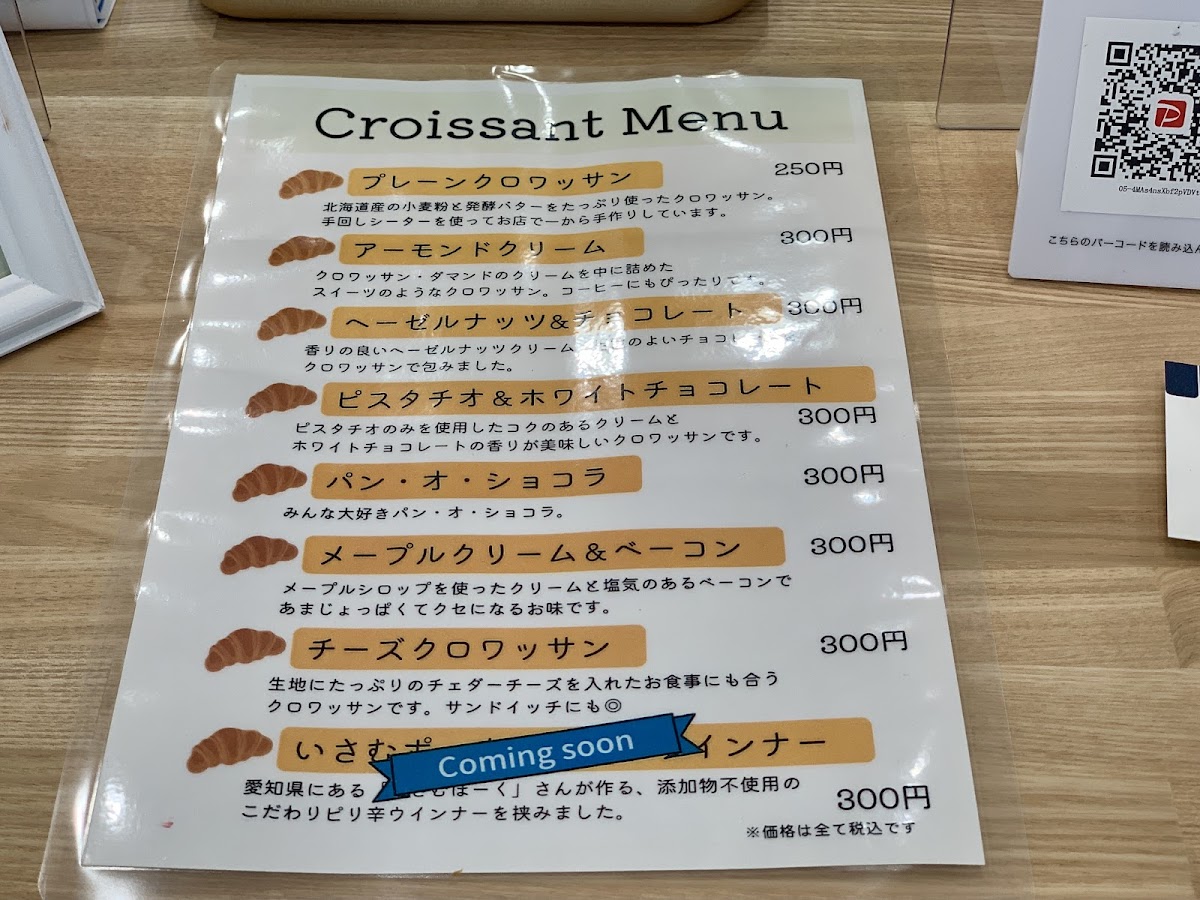 Croissant Menu
プレーンクロワッサン 250円
北海道産の小麦粉と発酵バターをたっぷり使ったクロワッサン。
手回しシーターを使ってお店で一から手作りしています。
アーモンドクリーム 300円
クロワッサン・ダマンドのクリームを中に詰めた
スイーツのようなクロワッサン。コーヒーにもぴったりです。
ヘーゼルナッツ&チョコレート 300円
香りの良いヘーゼルナッツクリーム のよいチョコ
クロワッサンで包みました。
ピスタチオ&ホワイトチョコレート
300円
ピスタチオのみを使用したコクのあるクリームと
ホワイトチョコレートの香りが美味しいクロワッサンです。
パン・オ・ショコラ 300円
みんな大好きパン・オ・ショコラ。
メープルクリーム&ベーコン 300円
メープルシロップを使ったクリームと塩気のあるベーコンで
あまじょっぱくてクセになるお味です。
チーズクロワッサン 300円
生地にたっぷりのチェダーチーズを入れたお食事にも合う
クロワッサンです。サンドイッチにも◎
いさむ インナー
Coming soon
愛知県にある ぽーく」さんが作る、添加物不使用の
こだわりピリ辛ウインナーを挟みました。
300円
※価格は全て税込です
こちらのバーコードを読み込ん